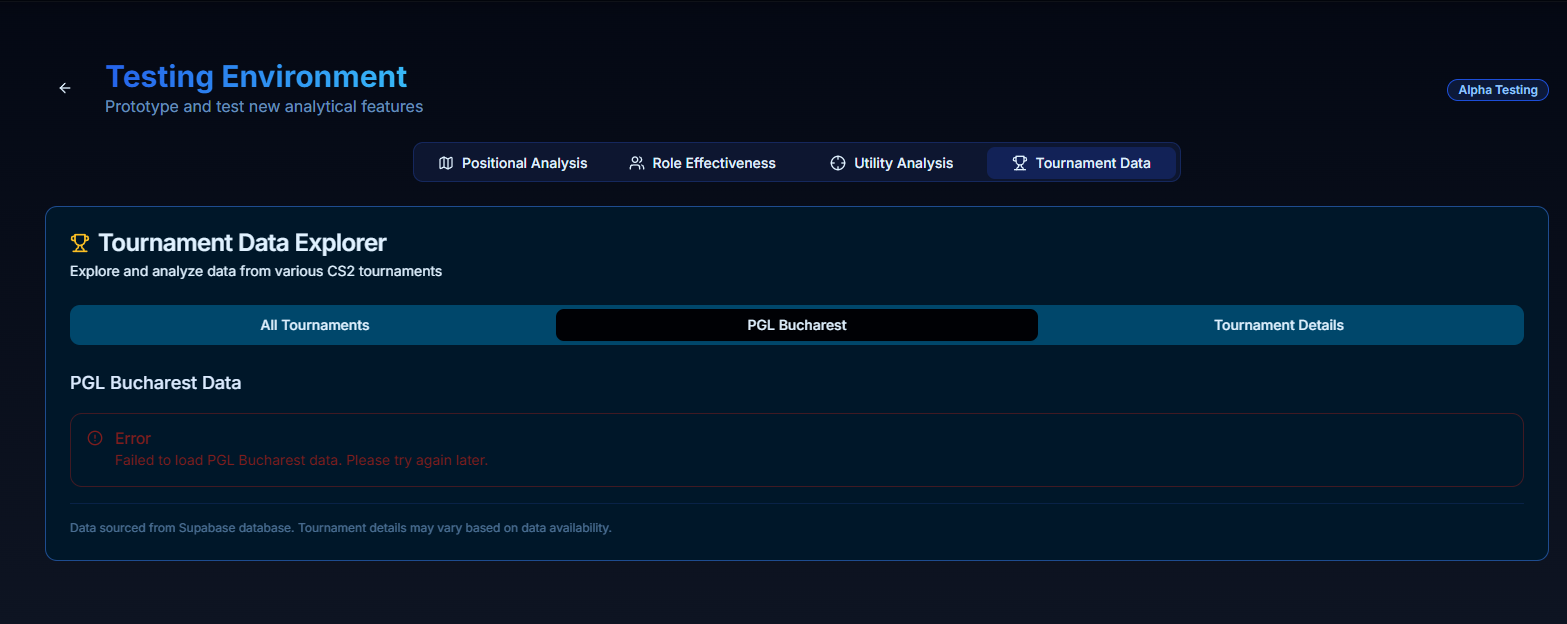 Testing Environment
Prototype and test new analytical features
Alpha Testing
Positional Analysis
Role Effectiveness
Utility Analysis
Tournament Data
Tournament Data Explorer
Explore and analyze data from various CS2 tournaments
All Tournaments
PGL Bucharest
Tournament Details
PGL Bucharest Data
Error
Failed to load PGL Bucharest data. Please try again later.
Data sourced from Supabase database. Tournament details may vary based on data availability.